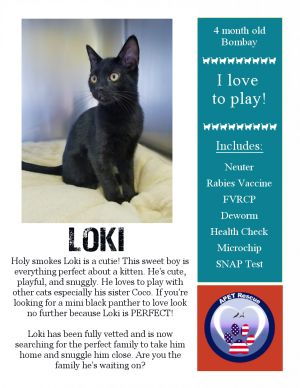 4 month old
Bombay
I love
to play!
Includes:
Neuter
Rabies Vaccine
FVRCP
Deworm
Health Check
Microchip
SNAP Test
LOKI
Holy smokes Loki is a cutie! This sweet boy is
everything perfect about a kitten. He's cute,
playful, and snuggly. He loves to play with
other cats especially his sister Coco. If you're
looking for a mini black panther to love look
no further because Loki is PERFECT!
Loki has been fully vetted and is now
searching for the perfect family to take him
home and snuggle him close. Are you the
family he's waiting on?
APET Rescue